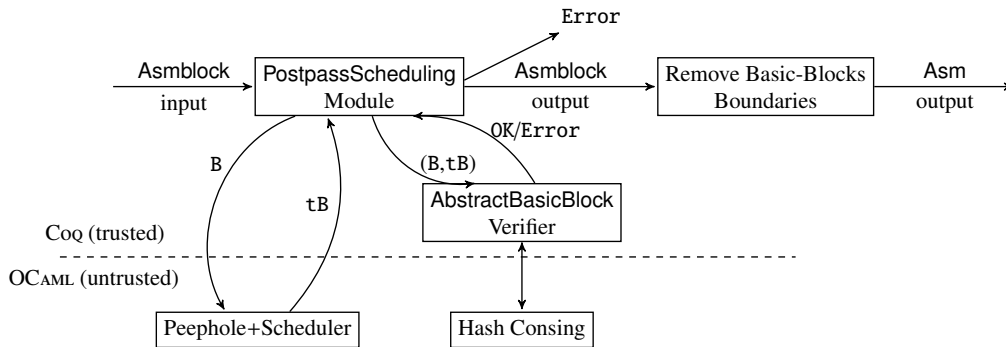 Error
Asmblock
input
PostpassScheduling
Module
Asmblock
output
Remove Basic-Blocks
Boundaries
Asm
output
OK/Error
B
(B,tB)
tB
AbstractBasicBlock
Verifier
COQ (trusted)
OCAML (untrusted)
Peephole+Scheduler
Hash Consing